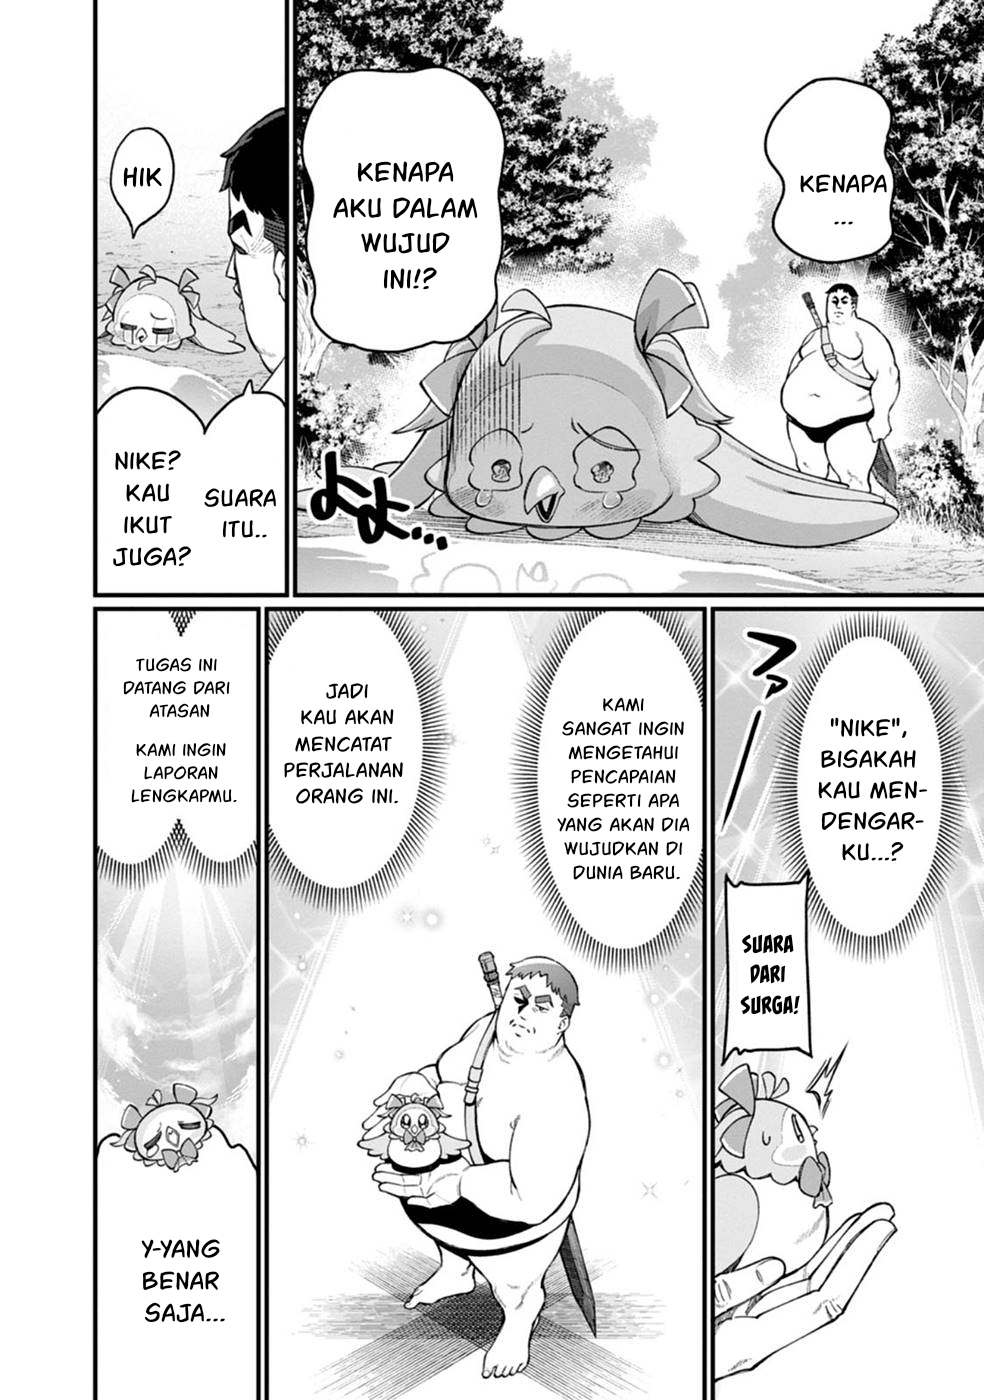 KENAPA
...
KENAPA
AKU DALAM
WUJUD
INI!?
よよ...
HIK
SUARA
ITU..
NIKE?
KAU
IKUT
JUGA?
"NIKE",
BISAKAH
KAU MEN-
DENGAR-
KU...?
SUARA
DARI
SURGA!
KAMI
SANGAT INGIN
MENGETAHUI
PENCAPAIAN
SEPERTI APA
YANG AKAN DIA
WUJUDKAN DI
DUNIA BARU.
JADI
KAU AKAN
MENCATAT
PERJALANAN
ORANG INI.
TUGAS INI
DATANG DARI
ATASAN
KAMI INGIN
LAPORAN
LENGKAPMU.
Y-YANG
BENAR
SAJA...